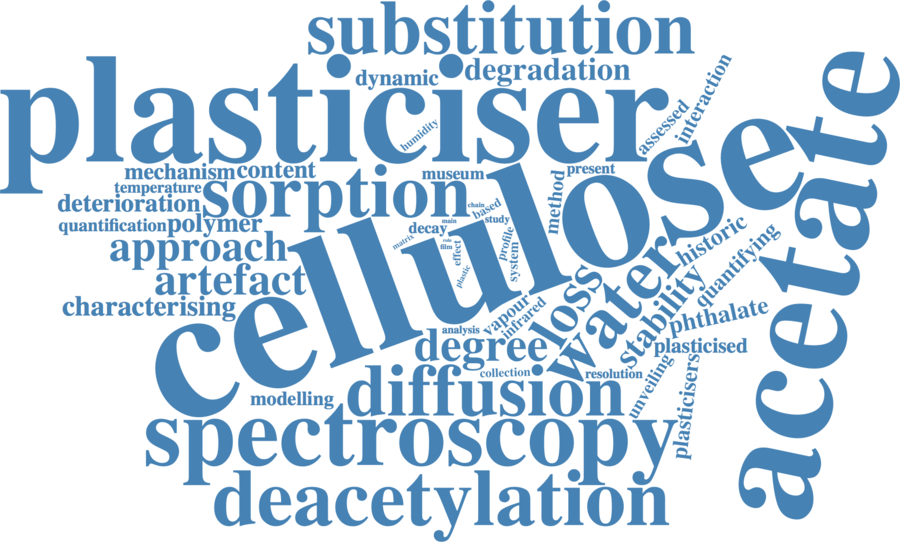 substitution
plasticiser
dynamic
degradation
humidity
assessed
interaction
acetate
mechanism
content
museum
method
present
temperature
sorption
deterioration
chain
based
quantification
polymer
main
study
decay
approach
matrix
role
film
effect
profile
system
plastic
historic
quantifying
cellulose
artefact
characterising
vapour
infrared
loss
water
stability
phthalate
analysis
degree
plasticised
collection
resolution
unveiling
plasticisers
modelling
diffusion
spectroscopy
deacetylation